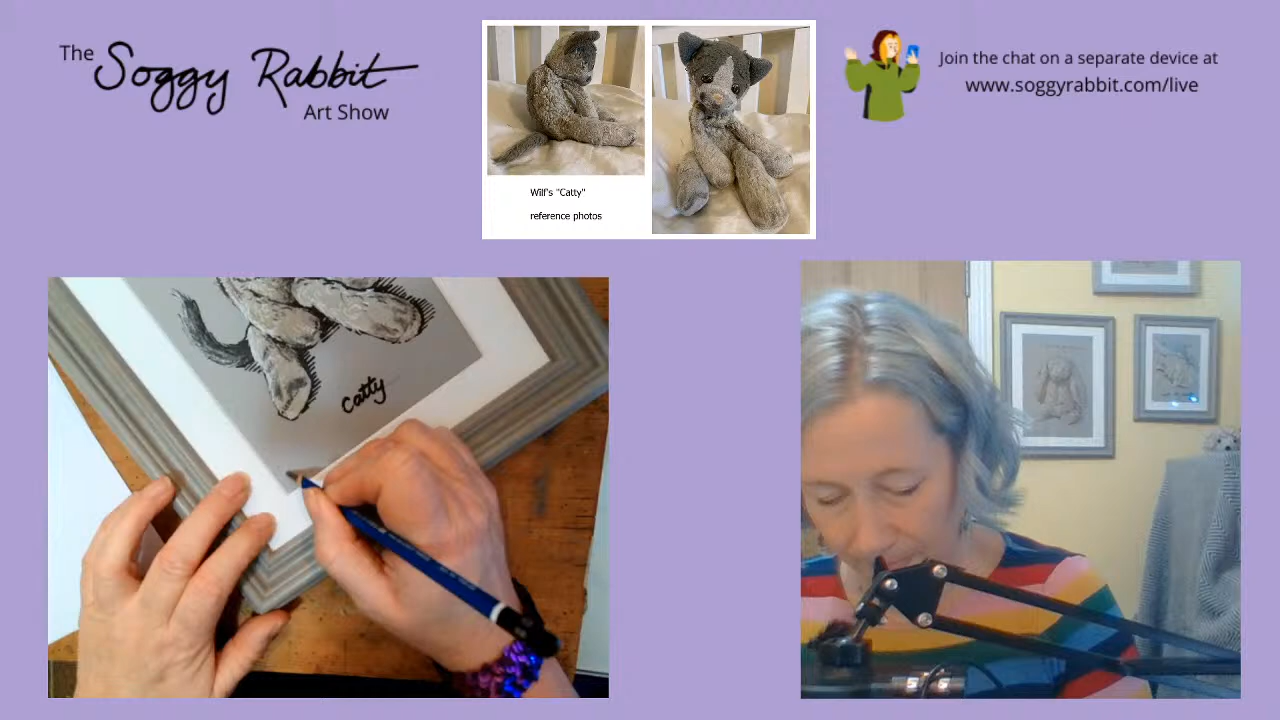 The Soggy Rabbit
Art Show
Wilf's "Catty"
reference photos
Join the chat on a separate device at
www.soggyrabbit.com/live
Catty